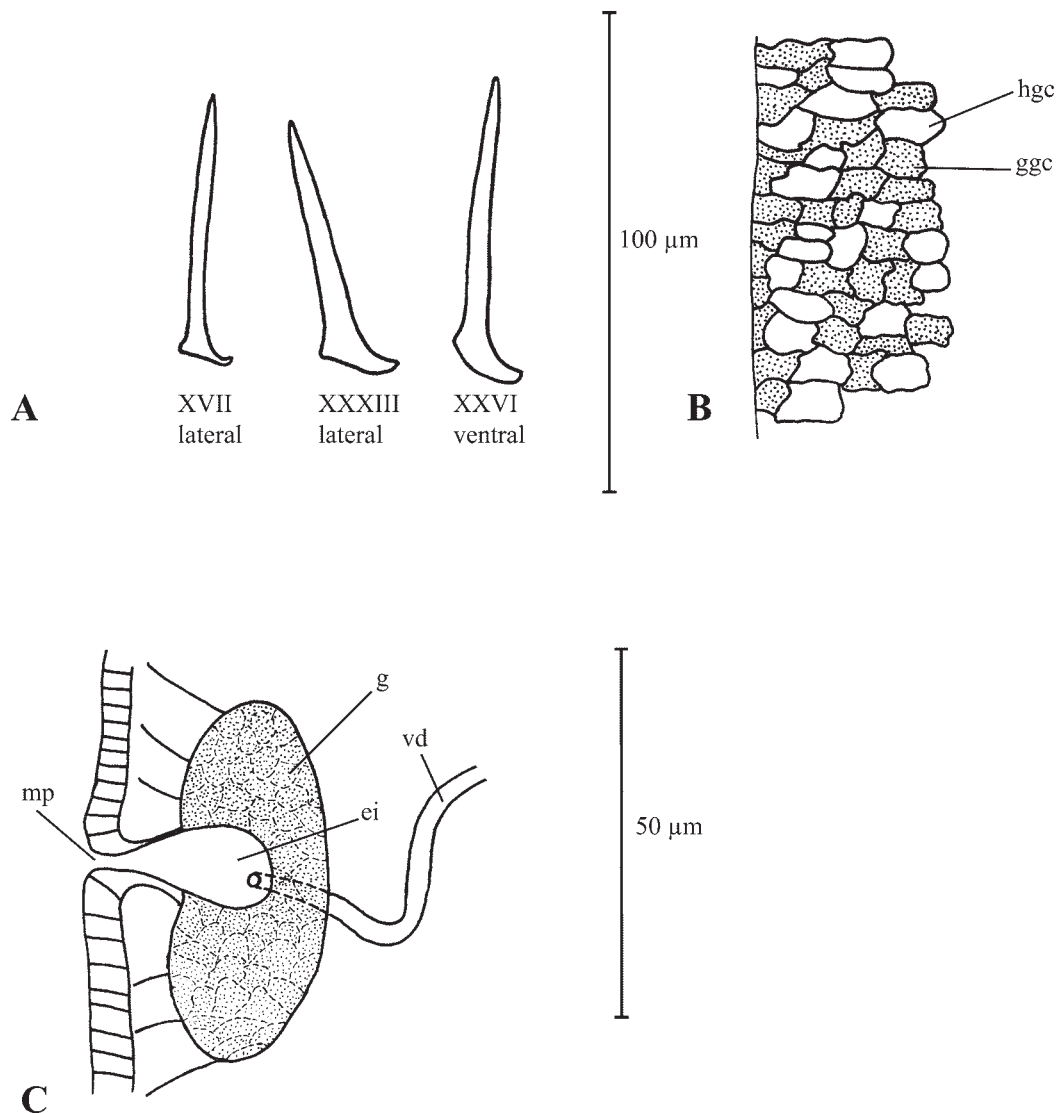 hgc
ggc
100 µm
XVII
lateral
XXXIII
lateral
XXVI
ventral
A
B
g
vd
mp
ei
50 µm
C